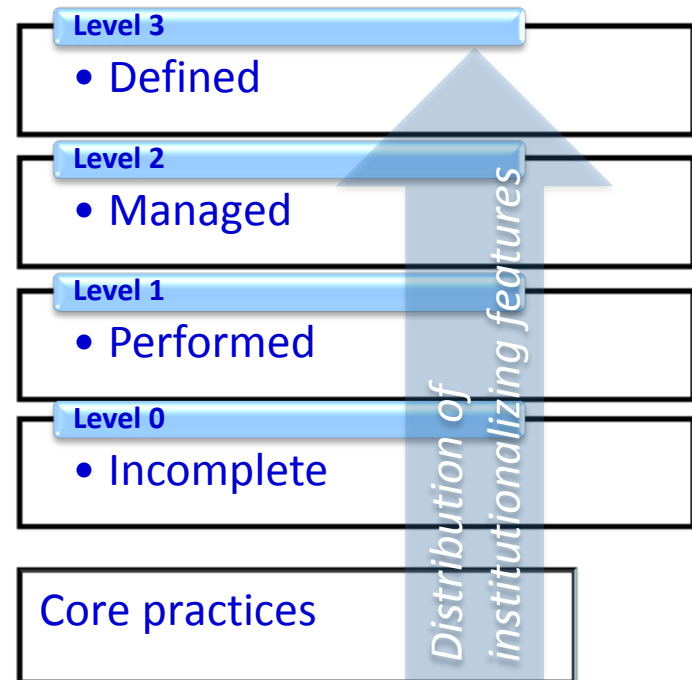 Level 3
• Defined
Level 2
• Managed
Level 1
• Performed
Level 0
• Incomplete
Core practices
Distribution of
institutionalizing features